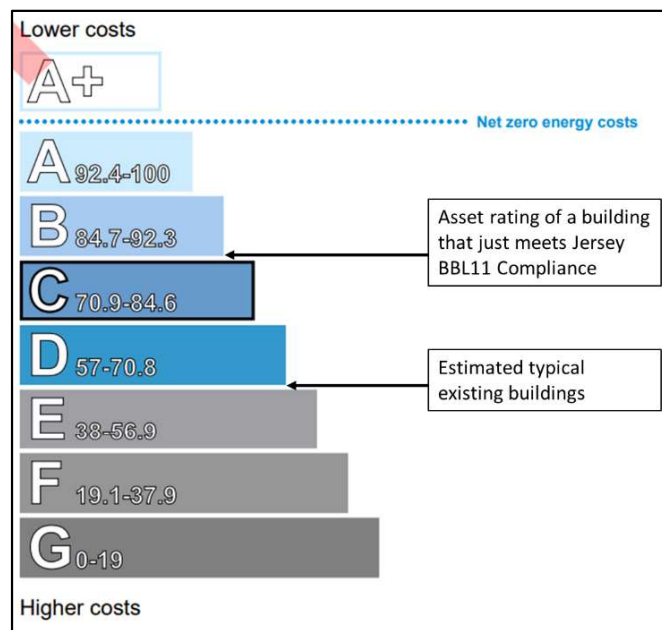 Lower costs
A+
Net zero energy costs
A 92.4-100
B 84.7-92.3
Asset rating of a building
that just meets Jersey
BBL11 Compliance
C 70.9-84.6
D 57-70.8
Estimated typical
existing buildings
E 38-56.9
F 19.1-37.9
G 0-19
Higher costs